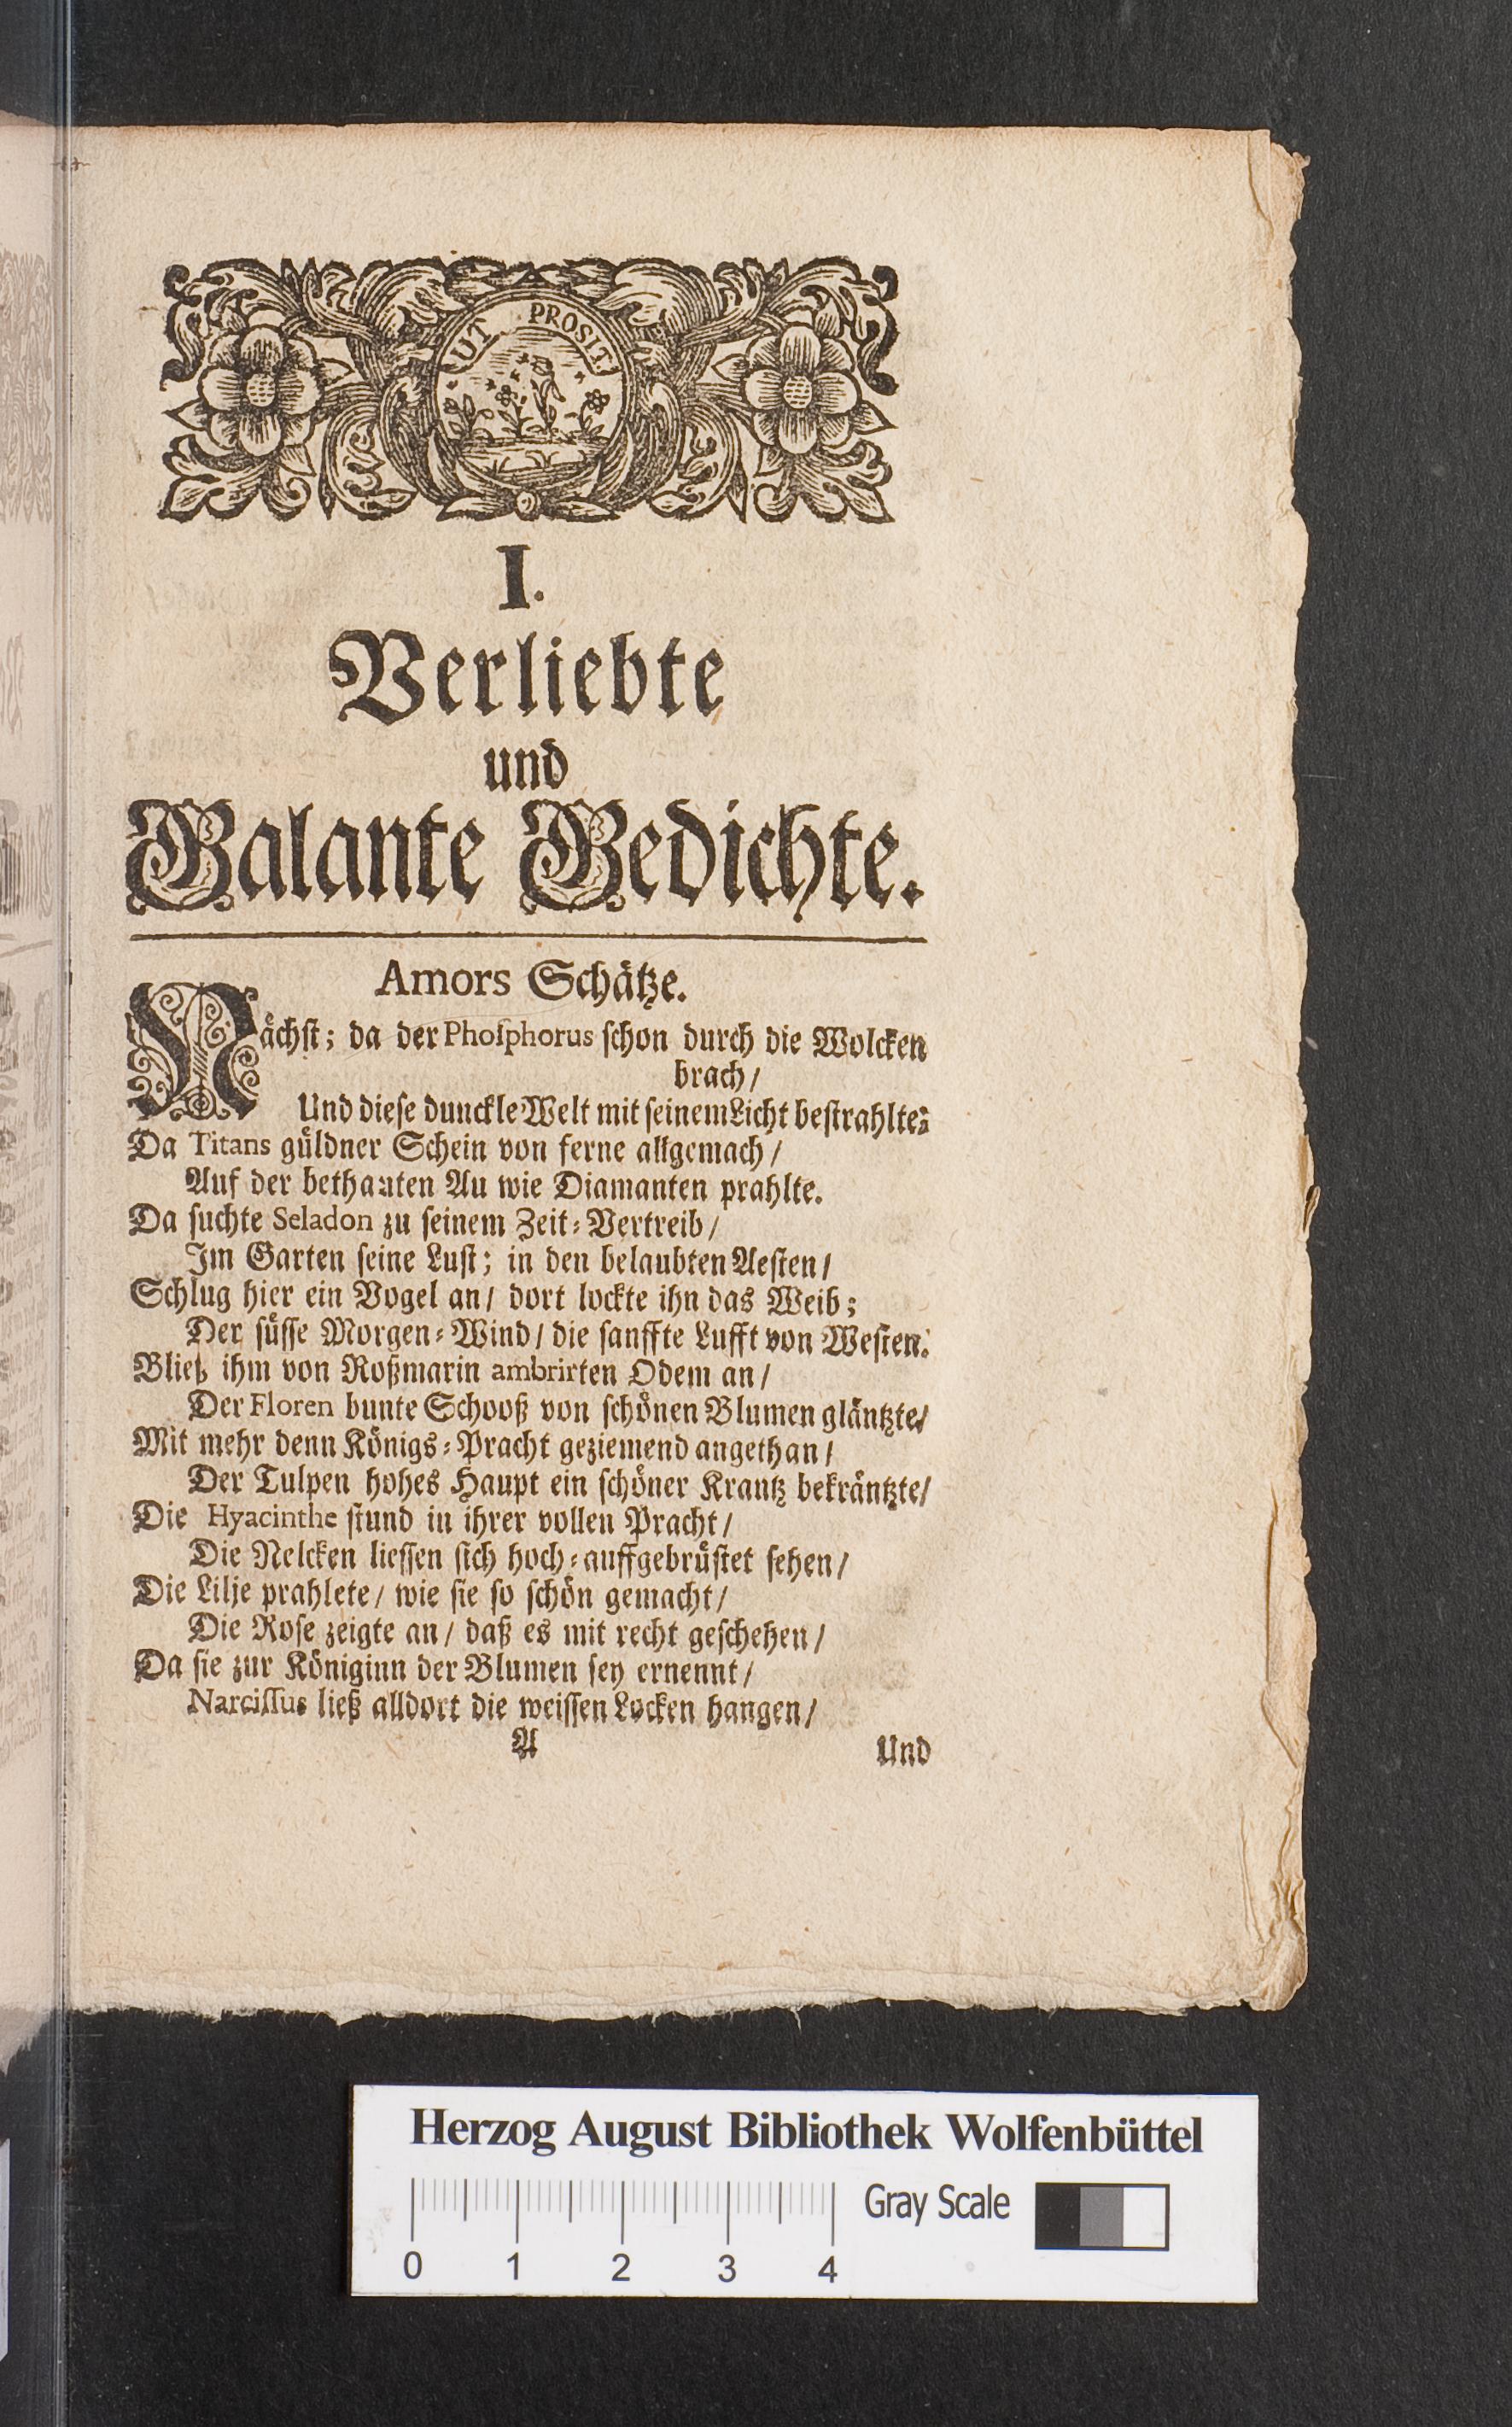 UT PROSIT
I.
Verliebte
und
Galante Gedichte.
Amors Schätze.
Nächſt; da der Phoſphorus ſchon durch die Wolcken
brach/
Und dieſe dunckle Welt mit ſeinem Licht beſtrahlte;
Da Titans güldner Schein von ferne allgemach/
Auf der bethauten Au wie Diamanten prahlte.
Da ſuchte Seladon zu ſeinem Zeit-Vertreib/
Im Garten ſeine Luſt; in den belaubten Aeſten/
Schlug hier ein Vogel an/ dort lockte ihn das Weib;
Der ſüſſe Morgen-Wind/ die ſanffte Lufft von Weſten.
Bließ ihm von Roßmarin ambrirten Odem an/
Der Floren bunte Schooß von ſchönen Blumen gläntzte/
Mit mehr denn Königs-Pracht geziemend angethan/
Der Tulpen hohes Haupt ein ſchöner Krantz bekräntzte/
Die Hyacinthe ſtund in ihrer vollen Pracht/
Die Nelcken lieſſen ſich hoch-auffgebrüſtet ſehen/
Die Lilje prahlete/ wie ſie ſo ſchön gemacht/
Die Roſe zeigte an/ daß es mit recht geſchehen/
Da ſie zur Königinn der Blumen ſey ernennt/
Narciſſus ließ alldort die weiſſen Locken hangen/
A Und
Herzog August Bibliothek Wolfenbüttel
Gray Scale
0 1 2 3 4